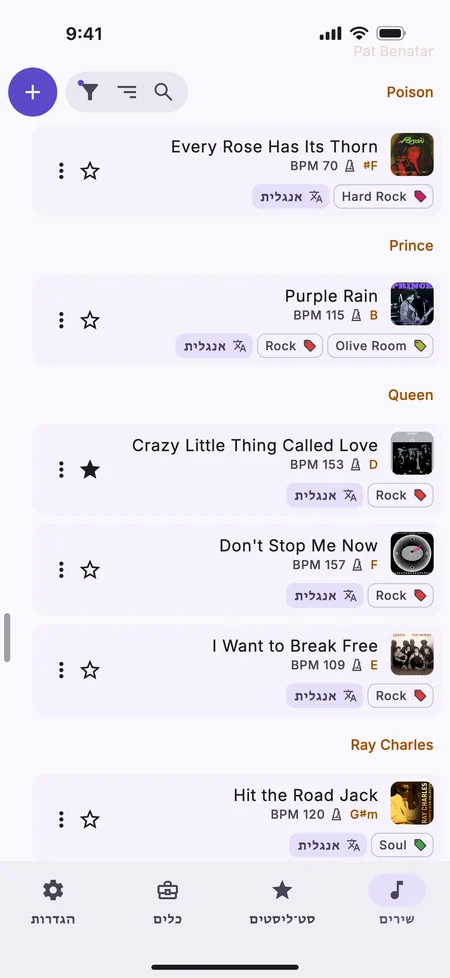 9:41
Pat Benatar
Poison
Every Rose Has Its Thorn
BPM 70 #F
Hard Rock אנגלית
Prince
Purple Rain
BPM 115 B
Olive Room Rock אנגלית
Queen
Crazy Little Thing Called Love
BPM 153 D
Rock אנגלית
Don't Stop Me Now
BPM 157 F
Rock אנגלית
I Want to Break Free
BPM 109 E
Rock אנגלית
Ray Charles
Hit the Road Jack
BPM 120 G#m
Soul אנגלית
שירים סט־ליסטים כלים הגדרות